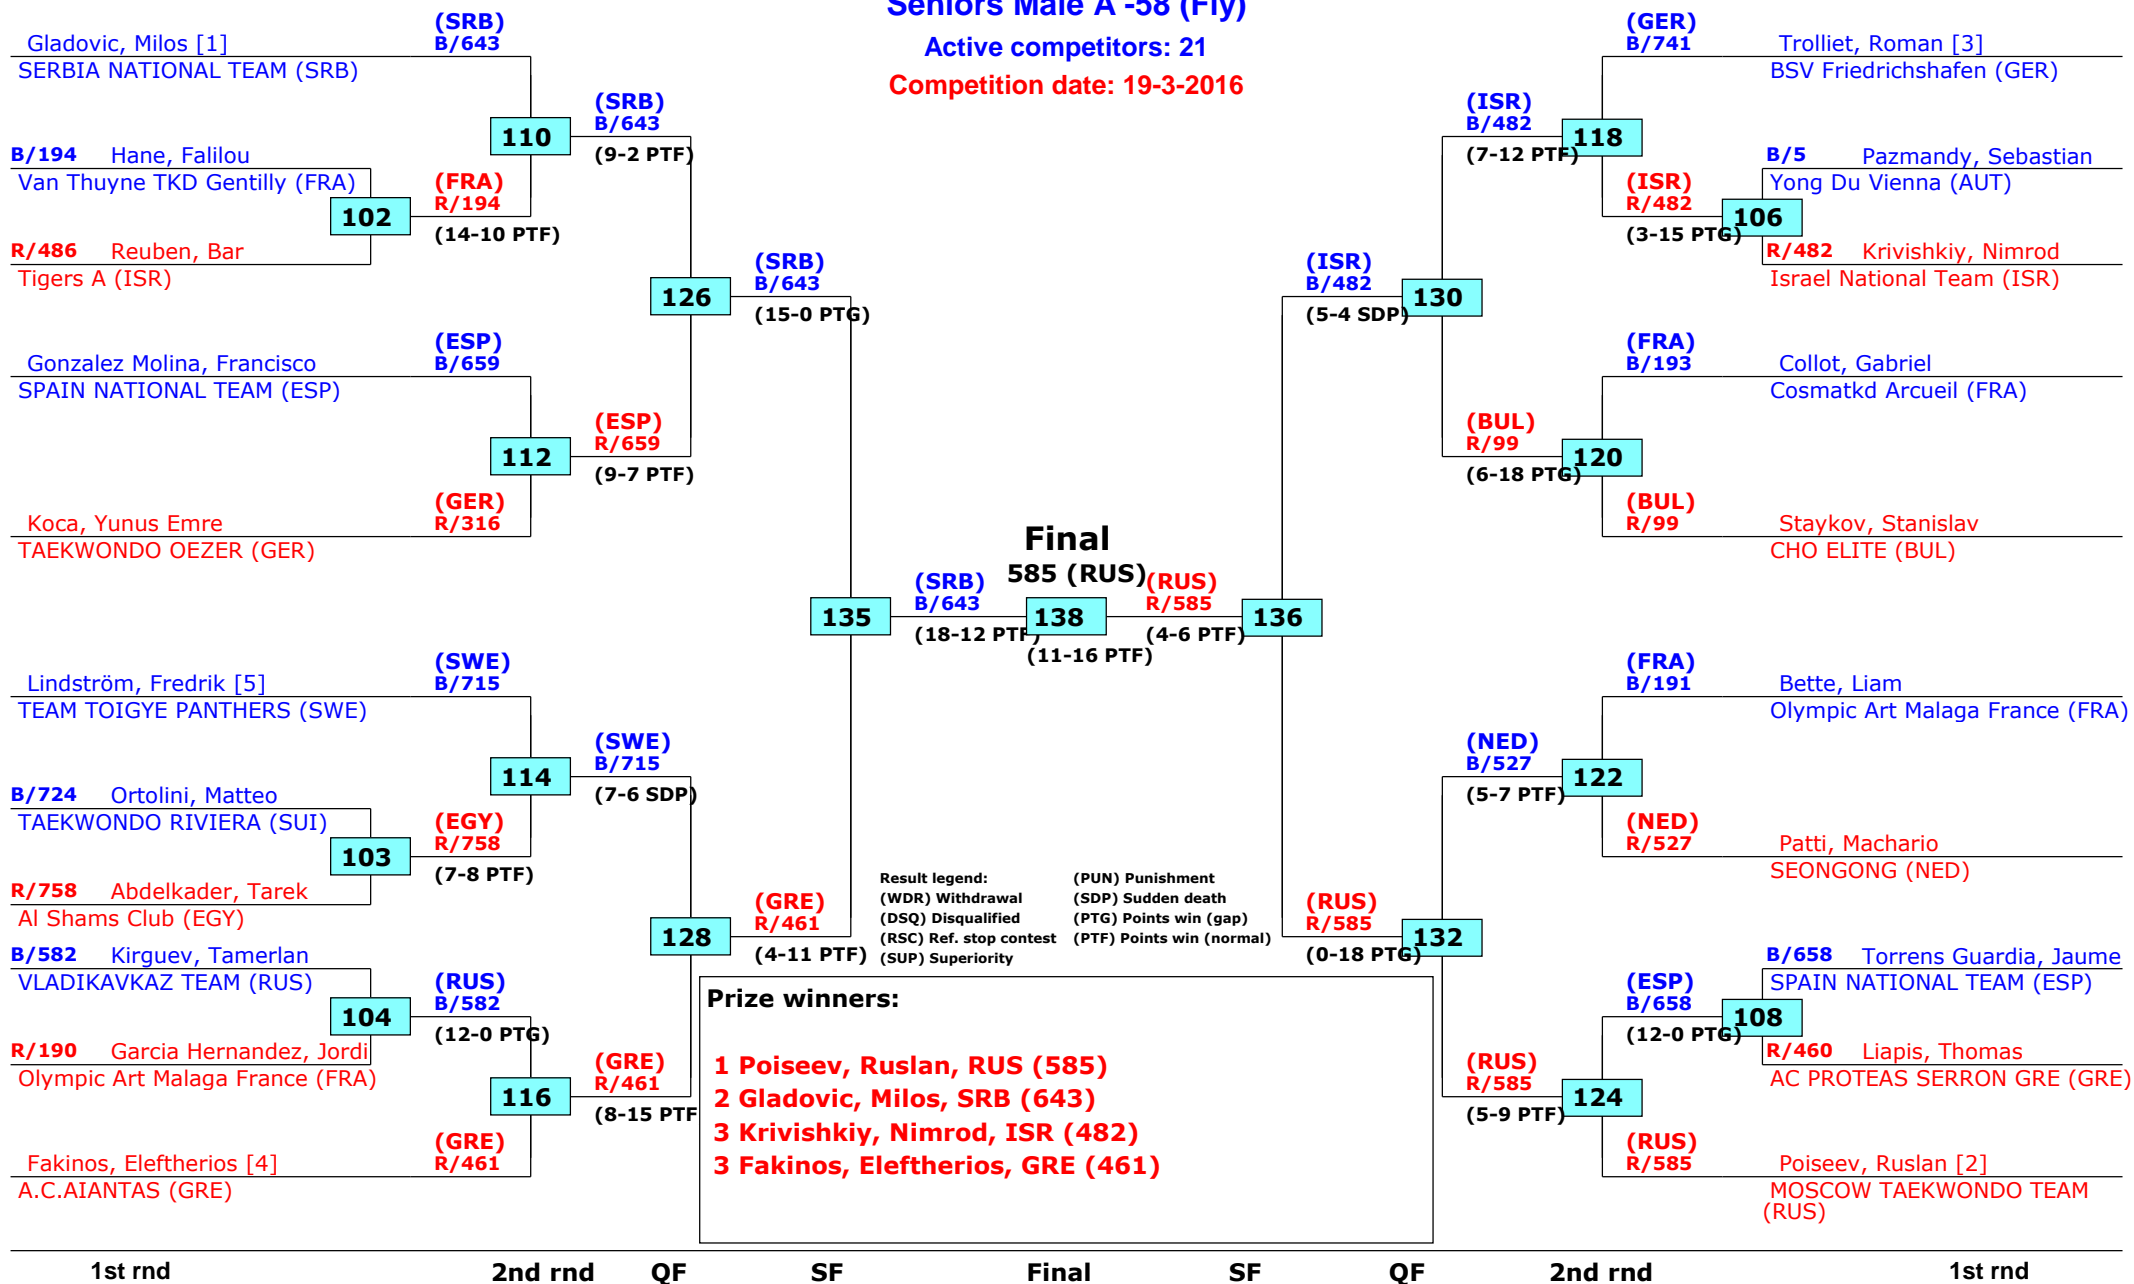 Seniors Male A -58 (Fly)
Active competitors: 21
Competition date: 19-3-2016
Gladovic, Milos [1]
SERBIA NATIONAL TEAM (SRB)
(SRB)
B/643
B/194 Hane, Falilou
Van Thuyne TKD Gentilly (FRA)
102
(FRA)
R/194
(14-10 PTF)
R/486 Reuben, Bar
Tigers A (ISR)
110
(SRB)
B/643
(9-2 PTF)
Gonzalez Molina, Francisco
SPAIN NATIONAL TEAM (ESP)
(ESP)
B/659
112
(ESP)
R/659
(9-7 PTF)
Koca, Yunus Emre
TAEKWONDO OEZER (GER)
(GER)
R/316
126
(SRB)
B/643
(15-0 PTG)
Lindström, Fredrik [5]
TEAM TOIGYE PANTHERS (SWE)
(SWE)
B/715
B/724 Ortolini, Matteo
TAEKWONDO RIVIERA (SUI)
103
(EGY)
R/758
(7-8 PTF)
R/758 Abdelkader, Tarek
Al Shams Club (EGY)
114
(SWE)
B/715
(7-6 SDP)
B/582 Kirguev, Tamerlan
VLADIKAVKAZ TEAM (RUS)
104
(RUS)
B/582
(12-0 PTG)
R/190 Garcia Hernandez, Jordi
Olympic Art Malaga France (FRA)
116
(GRE)
R/461
(8-15 PTF
Fakinos, Eleftherios [4]
A.C.AIANTAS (GRE)
(GRE)
R/461
128
(GRE)
R/461
(4-11 PTF)
135
(SRB)
B/643
(18-12 PTF)
Final
585 (RUS)
138
(11-16 PTF)
(RUS)
R/585
(4-6 PTF)
136
(GER)
B/741
Trolliet, Roman [3]
BSV Friedrichshafen (GER)
(ISR)
B/482
(7-12 PTF)
118
B/5 Pazmandy, Sebastian
Yong Du Vienna (AUT)
(ISR)
R/482
(3-15 PTG)
106
R/482 Krivishkiy, Nimrod
Israel National Team (ISR)
(ISR)
B/482
(5-4 SDP)
130
(FRA)
B/193
Collot, Gabriel
Cosmatkd Arcueil (FRA)
(BUL)
R/99
(6-18 PTG)
120
(BUL)
R/99
Staykov, Stanislav
CHO ELITE (BUL)
(FRA)
B/191
Bette, Liam
Olympic Art Malaga France (FRA)
(NED)
B/527
(5-7 PTF)
122
(NED)
R/527
Patti, Machario
SEONGONG (NED)
(RUS)
R/585
(0-18 PTG)
132
B/658 Torrens Guardia, Jaume
SPAIN NATIONAL TEAM (ESP)
(ESP)
B/658
(12-0 PTG)
108
R/460 Liapis, Thomas
AC PROTEAS SERRON GRE (GRE)
(RUS)
R/585
(5-9 PTF)
124
(RUS)
R/585
Poiseev, Ruslan [2]
MOSCOW TAEKWONDO TEAM
(RUS)
Result legend: (PUN) Punishment
(WDR) Withdrawal (SDP) Sudden death
(DSQ) Disqualified (PTG) Points win (gap)
(RSC) Ref. stop contest (PTF) Points win (normal)
(SUP) Superiority
Prize winners:
1 Poiseev, Ruslan, RUS (585)
2 Gladovic, Milos, SRB (643)
3 Krivishkiy, Nimrod, ISR (482)
3 Fakinos, Eleftherios, GRE (461)
1st rnd 2nd rnd QF SF Final SF QF 2nd rnd 1st rnd